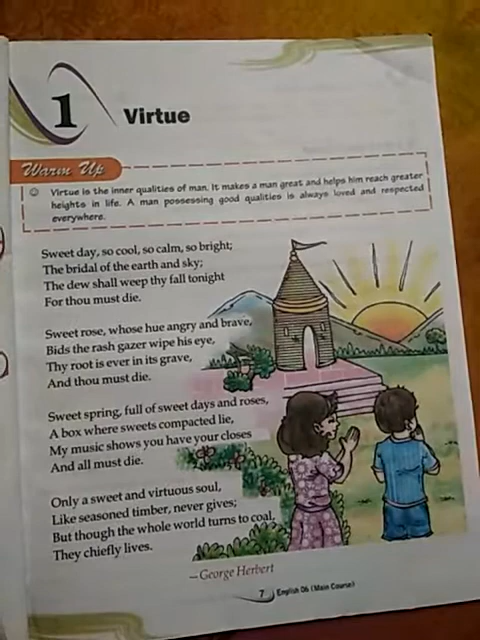 1
Virtue
Warm Up
Virtue is the inner qualities of man. It makes a man great and helps him reach greater
heights in life. A man possessing good qualities is always loved and respected
everywhere.
Sweet day, so cool, so calm, so bright;
The bridal of the earth and sky;
The dew shall weep thy fall tonight
For thou must die.
Sweet rose, whose hue angry and brave,
Bids the rash gazer wipe his eye,
Thy root is ever in its grave,
And thou must die.
Sweet spring, full of sweet days and roses,
A box where sweets compacted lie,
My music shows you have your closes
And all must die.
Only a sweet and virtuous soul,
Like seasoned timber, never gives;
But though the whole world turns to coal,
They chiefly lives.
—George Herbert
7 English 06 (Main Course)